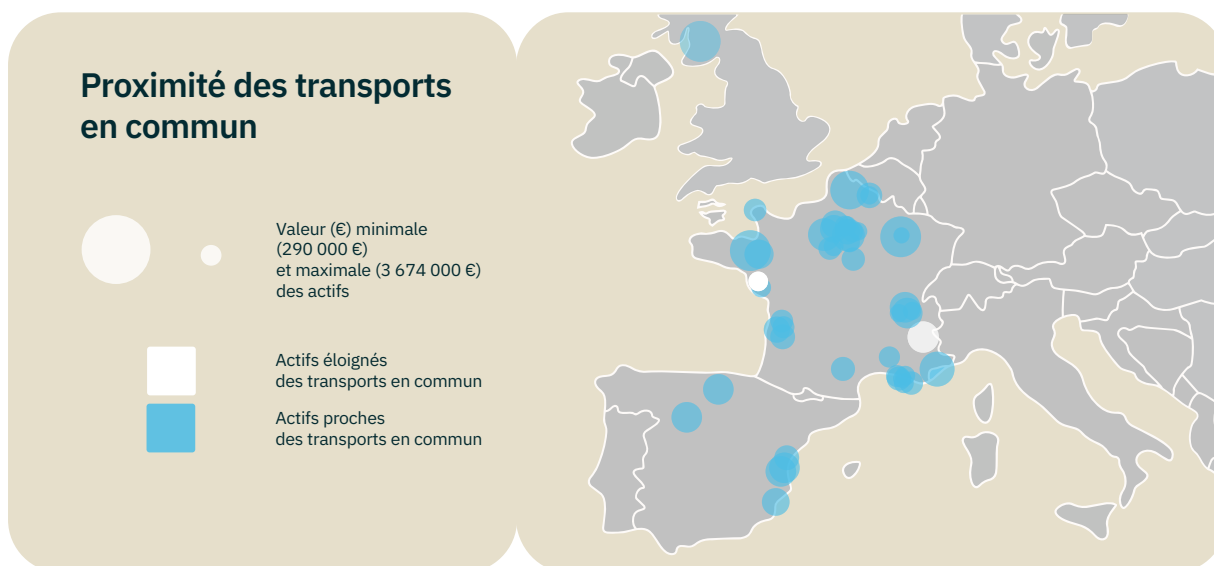 Proximité des transports
en commun
Valeur (€) minimale
(290 000 €)
et maximale (3 674 000 €)
des actifs
Actifs éloignés
des transports en commun
Actifs proches
des transports en commun